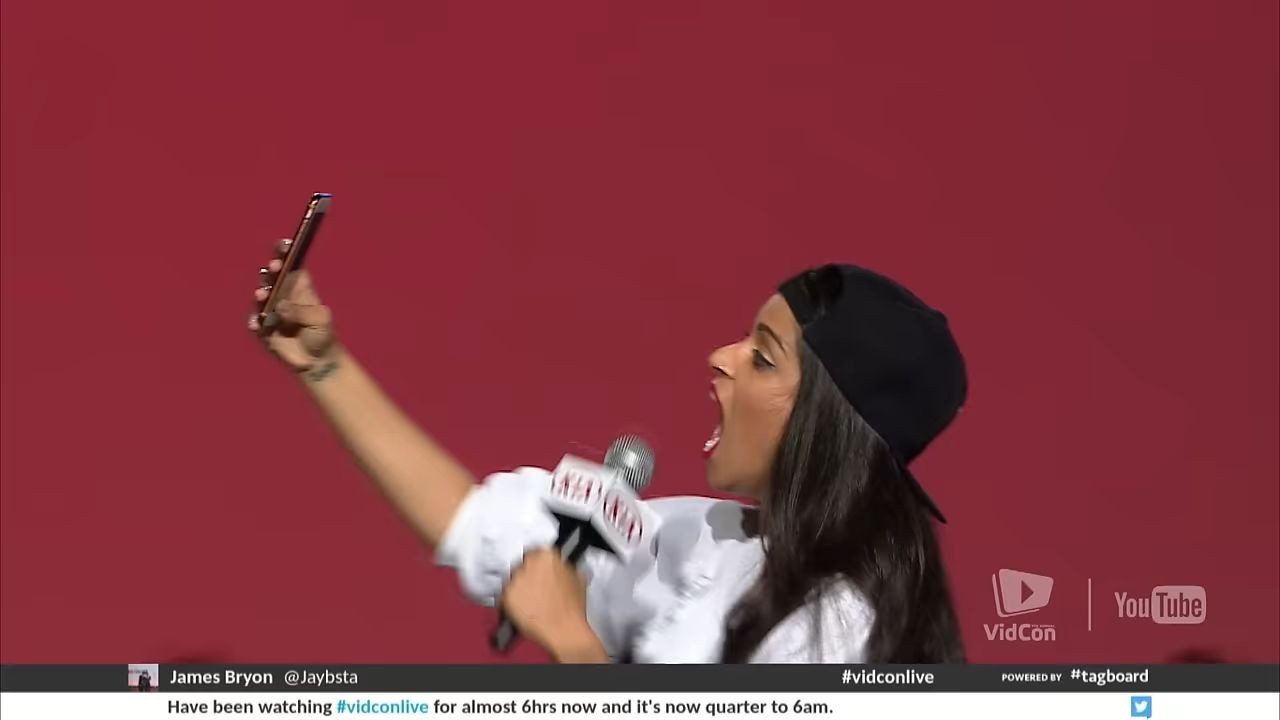 VidCon
YouTube
James Bryon @Jaybsta #vidconlive POWERED BY #tagboard
Have been watching #vidconlive for almost 6hrs now and it's now quarter to 6am.